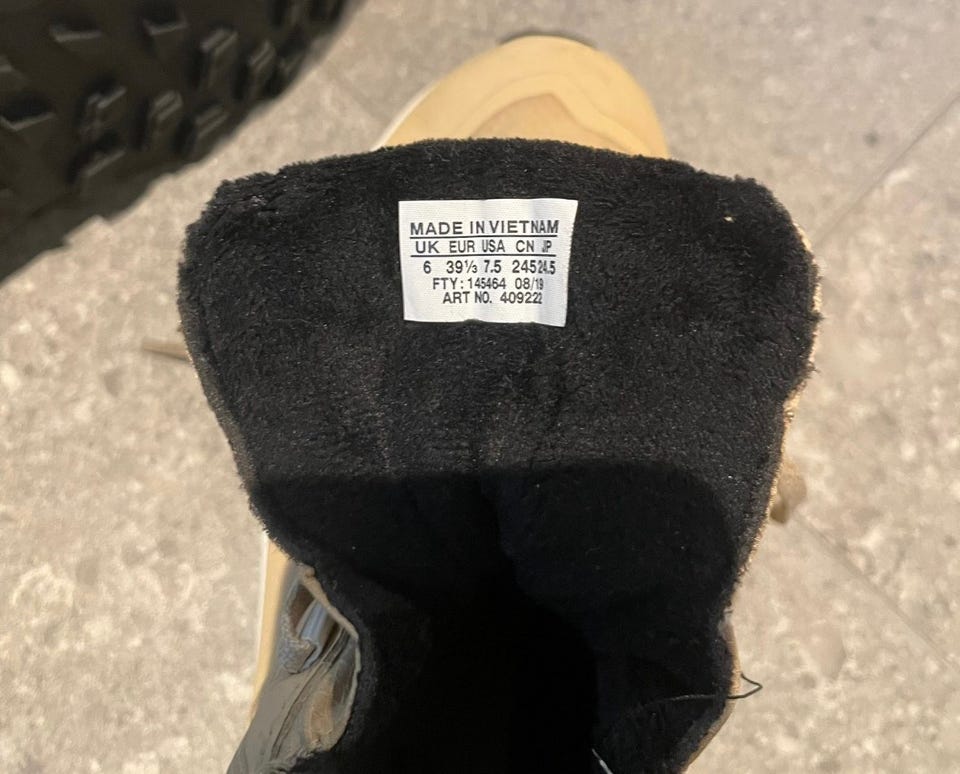 MADE IN VIETNAM
UK EUR USA CN JP
6 39⅓ 7.5 245 24.5
FTY: 145464 08/19
ART NO. 409222